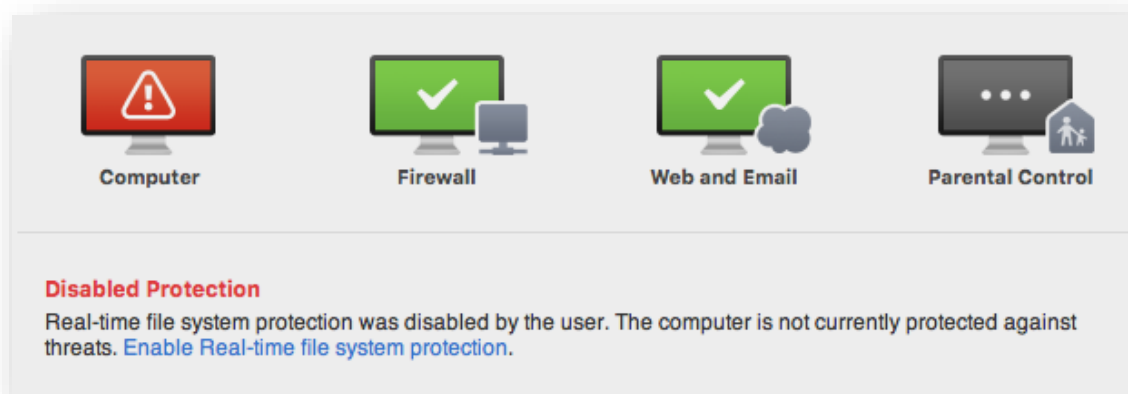 Computer
Firewall
Web and Email
Parental Control
Disabled Protection
Real-time file system protection was disabled by the user. The computer is not currently protected against
threats. Enable Real-time file system protection.